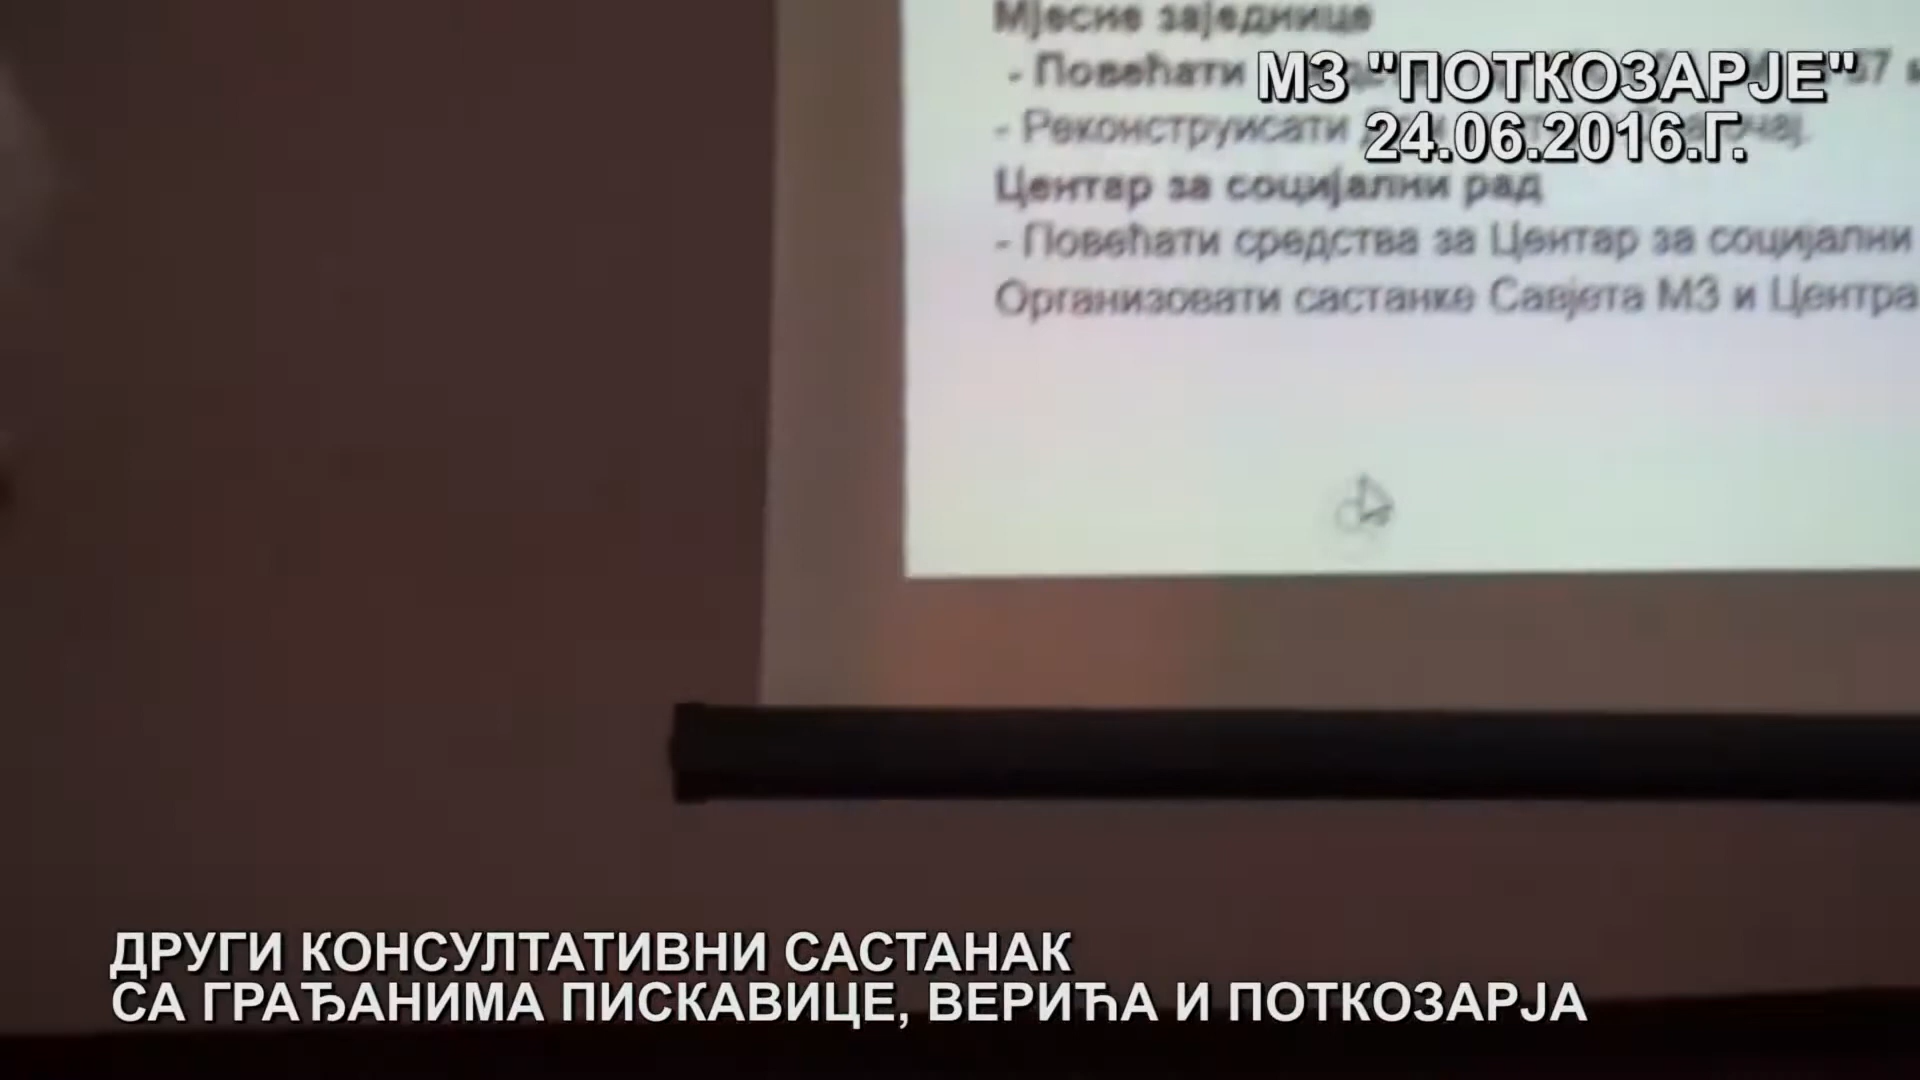 Мјесне заједнице
- Повећати
МЗ "ПОТКОЗАРЈЕ"
- Реконструисати
24.06.2016.Г.
Центар за социјални рад
- Повећати средства за Центар за социјални
Организовати састанке Савјета МЗ и Центра
ДРУГИ КОНСУЛТАТИВНИ САСТАНАК
СА ГРАЂАНИМА ПИСКАВИЦЕ, ВЕРИЋА И ПОТКОЗАРЈА